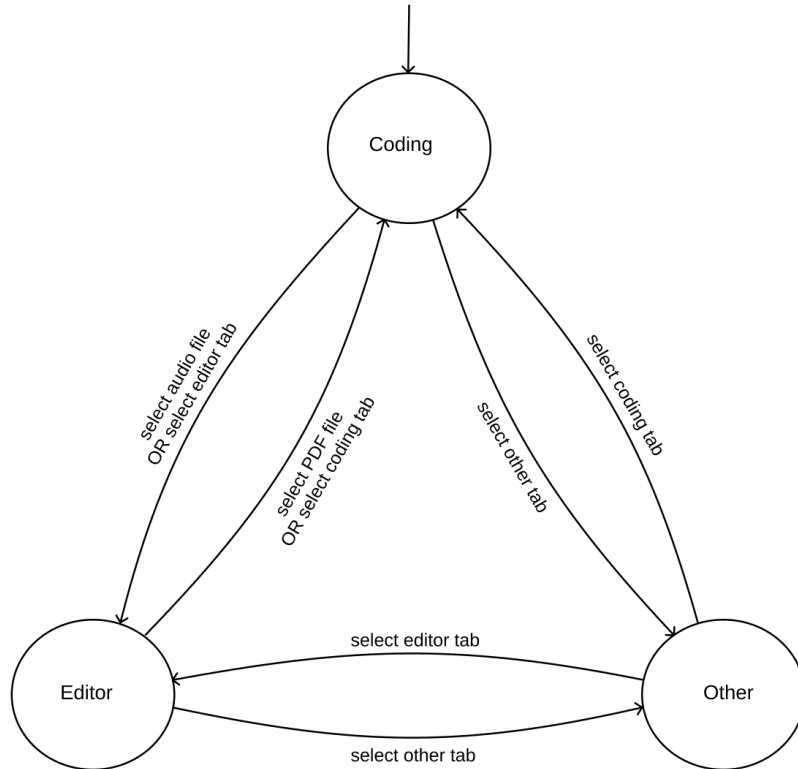 Coding
select audio file
OR select editor tab
select PDF file
OR select coding tab
select other tab
select coding tab
select editor tab
Editor
Other
select other tab